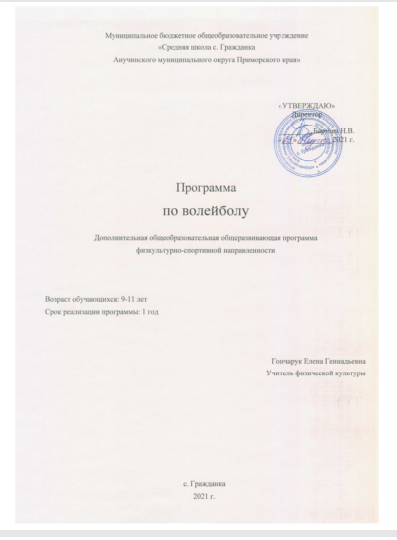 Муниципальное бюджетное общеобразовательное учреждение
«Средняя школа с. Гражданка
Анучинского муниципального округа Приморского края»
«УТВЕРЖДАЮ»
Директор
Н.В.
2021 г.
Программа
по волейболу
Дополнительная общеобразовательная общеразвивающая программа
физкультурно-спортивной направленности
Возраст обучающихся: 9-11 лет
Срок реализации программы: 1 год
Гончарук Елена Геннадьевна
Учитель физической культуры
с. Гражданка
2021 г.